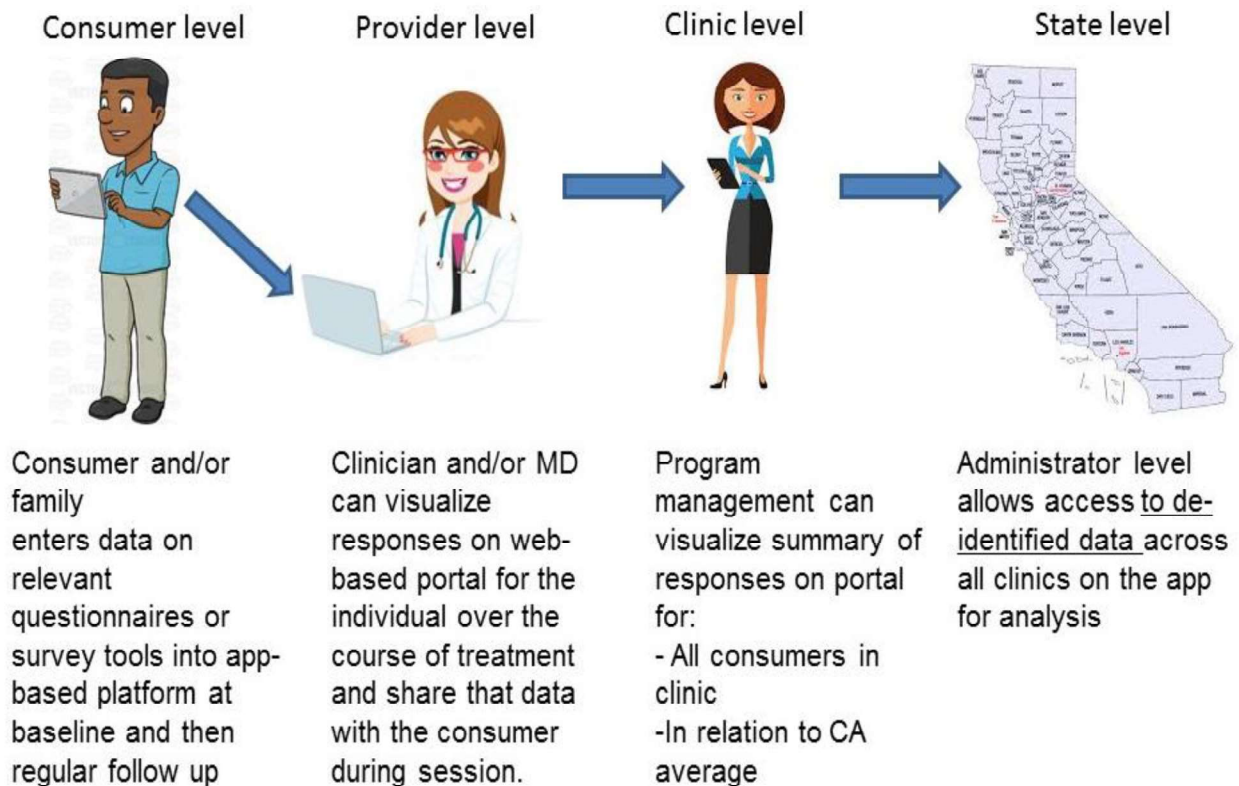 Consumer level
Provider level
Clinic level
State level
Consumer and/or
family
enters data on
relevant
questionnaires or
survey tools into app-
based platform at
baseline and then
regular follow up
Clinician and/or MD
can visualize
responses on web-
based portal for the
individual over the
course of treatment
and share that data
with the consumer
during session.
Program
management can
visualize summary of
responses on portal
for:
- All consumers in
clinic
-In relation to CA
average
Administrator level
allows access to de-
identified data across
all clinics on the app
for analysis